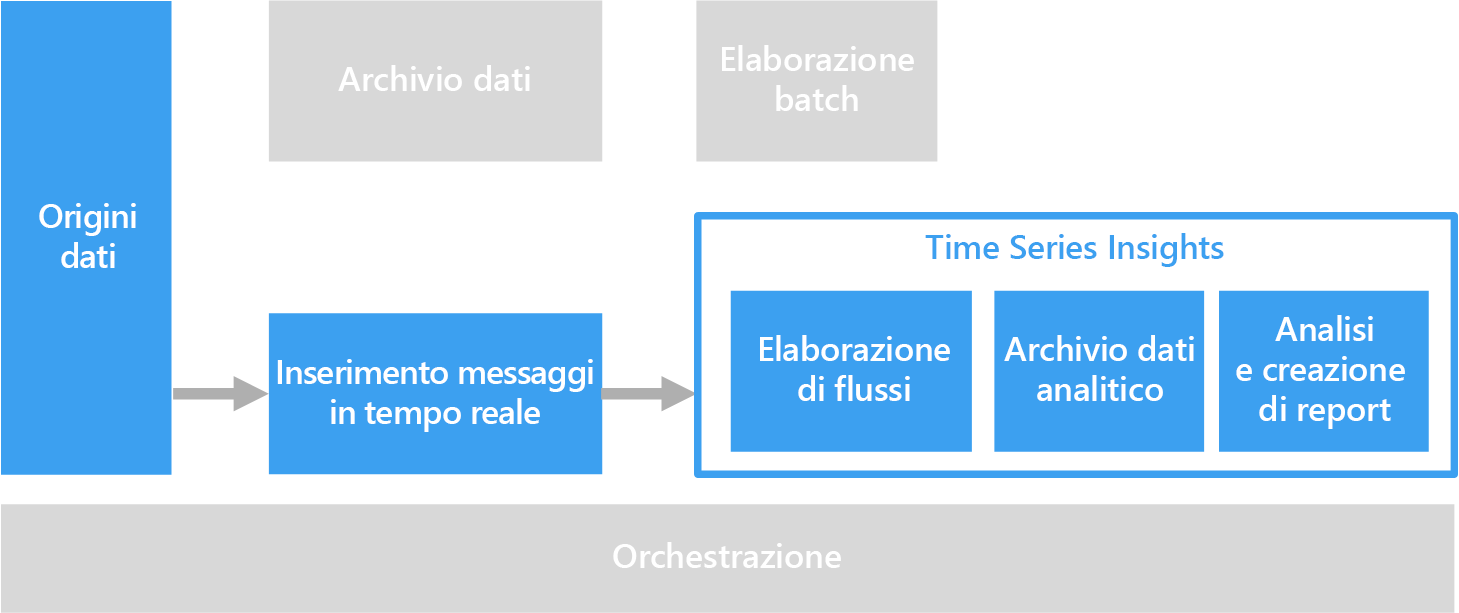 Origini
dati
Archivio dati
Elaborazione
batch
Inserimento messaggi
in tempo reale
Time Series Insights
Elaborazione
di flussi
Archivio dati
analitico
Analisi
e creazione
di report
Orchestrazione